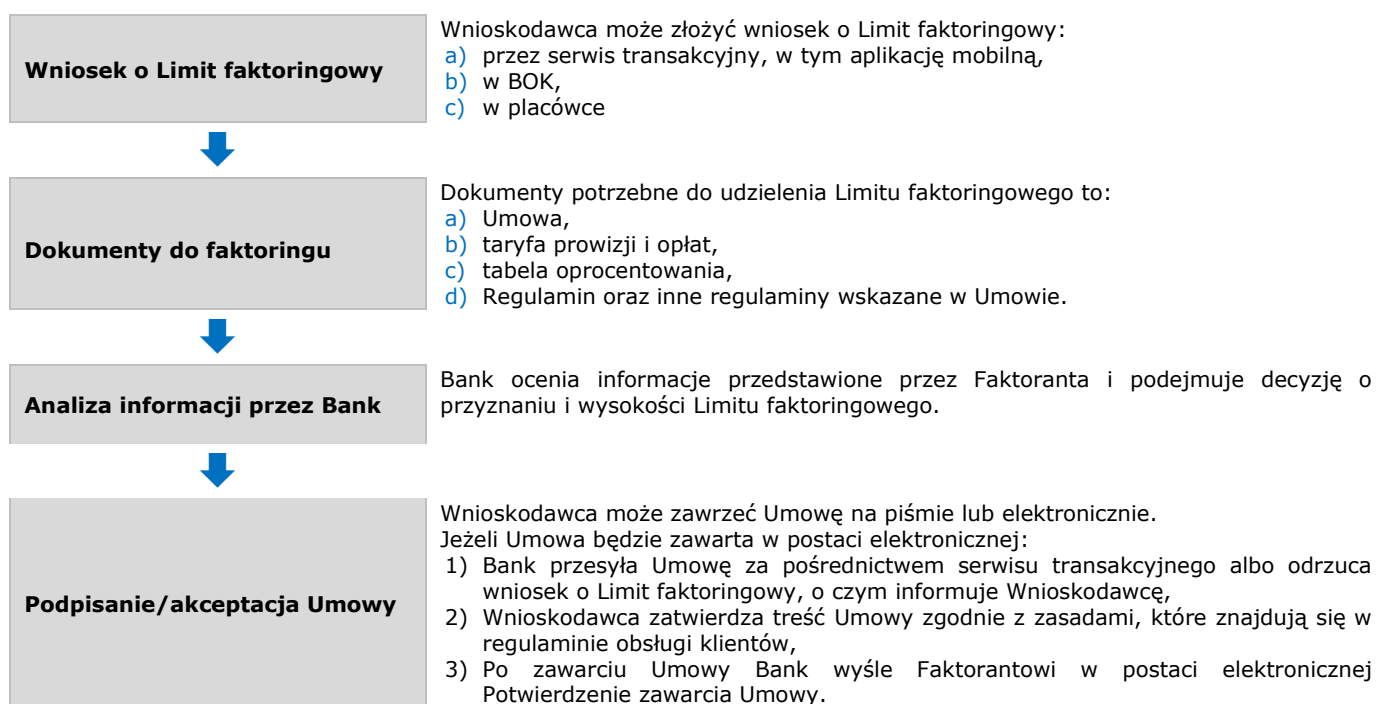 Wniosek o Limit faktoringowy
Wnioskodawca może złożyć wniosek o Limit faktoringowy:
a) przez serwis transakcyjny, w tym aplikację mobilną,
b) w BOK,
c) w placówce
Dokumenty do faktoringu
Dokumenty potrzebne do udzielenia Limitu faktoringowego to:
a) Umowa,
b) taryfa prowizji i opłat,
c) tabela oprocentowania,
d) Regulamin oraz inne regulaminy wskazane w Umowie.
Analiza informacji przez Bank
Bank ocenia informacje przedstawione przez Faktoranta i podejmuje decyzję o
przyznaniu i wysokości Limitu faktoringowego.
Podpisanie/akceptacja Umowy
Wnioskodawca może zawrzeć Umowę na piśmie lub elektronicznie.
Jeżeli Umowa będzie zawarta w postaci elektronicznej:
1) Bank przesyła Umowę za pośrednictwem serwisu transakcyjnego albo odrzuca
wniosek o Limit faktoringowy, o czym informuje Wnioskodawcę,
2) Wnioskodawca zatwierdza treść Umowy zgodnie z zasadami, które znajdują się w
regulaminie obsługi klientów,
3) Po zawarciu Umowy Bank wyśle Faktorantowi w postaci elektronicznej
Potwierdzenie zawarcia Umowy.